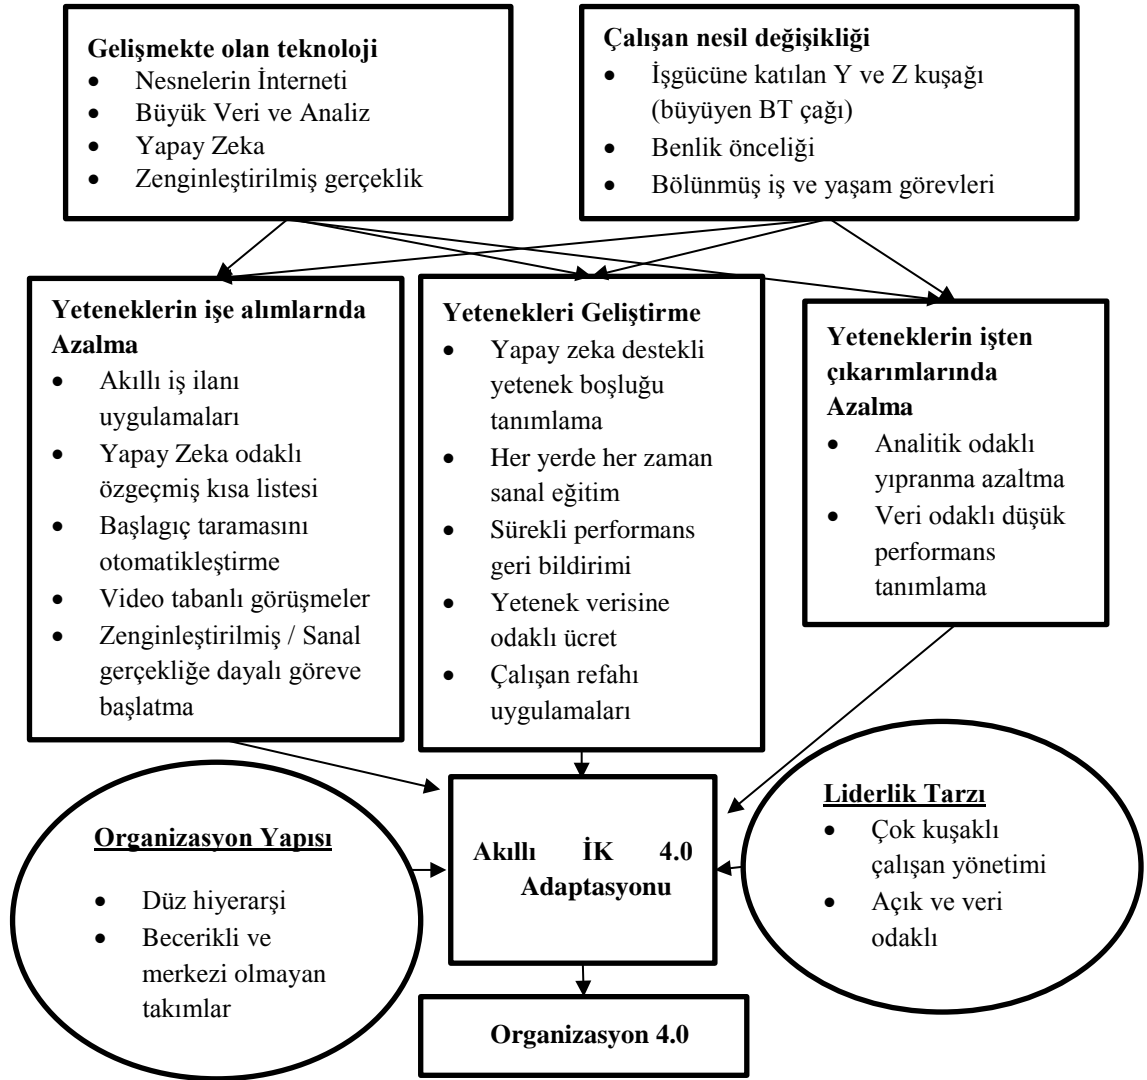 Gelişmekte olan teknoloji
• Nesnelerin İnterneti
• Büyük Veri ve Analiz
• Yapay Zeka
• Zenginleştirilmiş gerçeklik
Çalışan nesil değişikliği
• İşgücüne katılan Y ve Z kuşağı
(büyüyen BT çağı)
• Benlik önceliği
• Bölünmüş iş ve yaşam görevleri
Yeteneklerin işe alımlarnda
Azalma
• Akıllı iş ilanı
uygulamaları
• Yapay Zeka odaklı
özgeçmiş kısa listesi
• Başlagıç taramasını
otomatikleştirme
• Video tabanlı görüşmeler
• Zenginleştirilmiş / Sanal
gerçekliğe dayalı göreve
başlatma
Yetenekleri Geliştirme
• Yapay zeka destekli
yetenek boşluğu
tanımlama
• Her yerde her zaman
sanal eğitim
• Sürekli performans
geri bildirimi
• Yetenek verisine
odaklı ücret
• Çalışan refahı
uygulamaları
Yeteneklerin işten
çıkarımlarında
Azalma
• Analitik odaklı
yıpranma azaltma
• Veri odaklı düşük
performans
tanımlama
Organizasyon Yapısı
• Düz hiyerarşi
• Becerikli ve
merkezi olmayan
takımlar
Akıllı İK 4.0
Adaptasyonu
Liderlik Tarzı
• Çok kuşaklı
çalışan yönetimi
• Açık ve veri
odaklı
Organizasyon 4.0